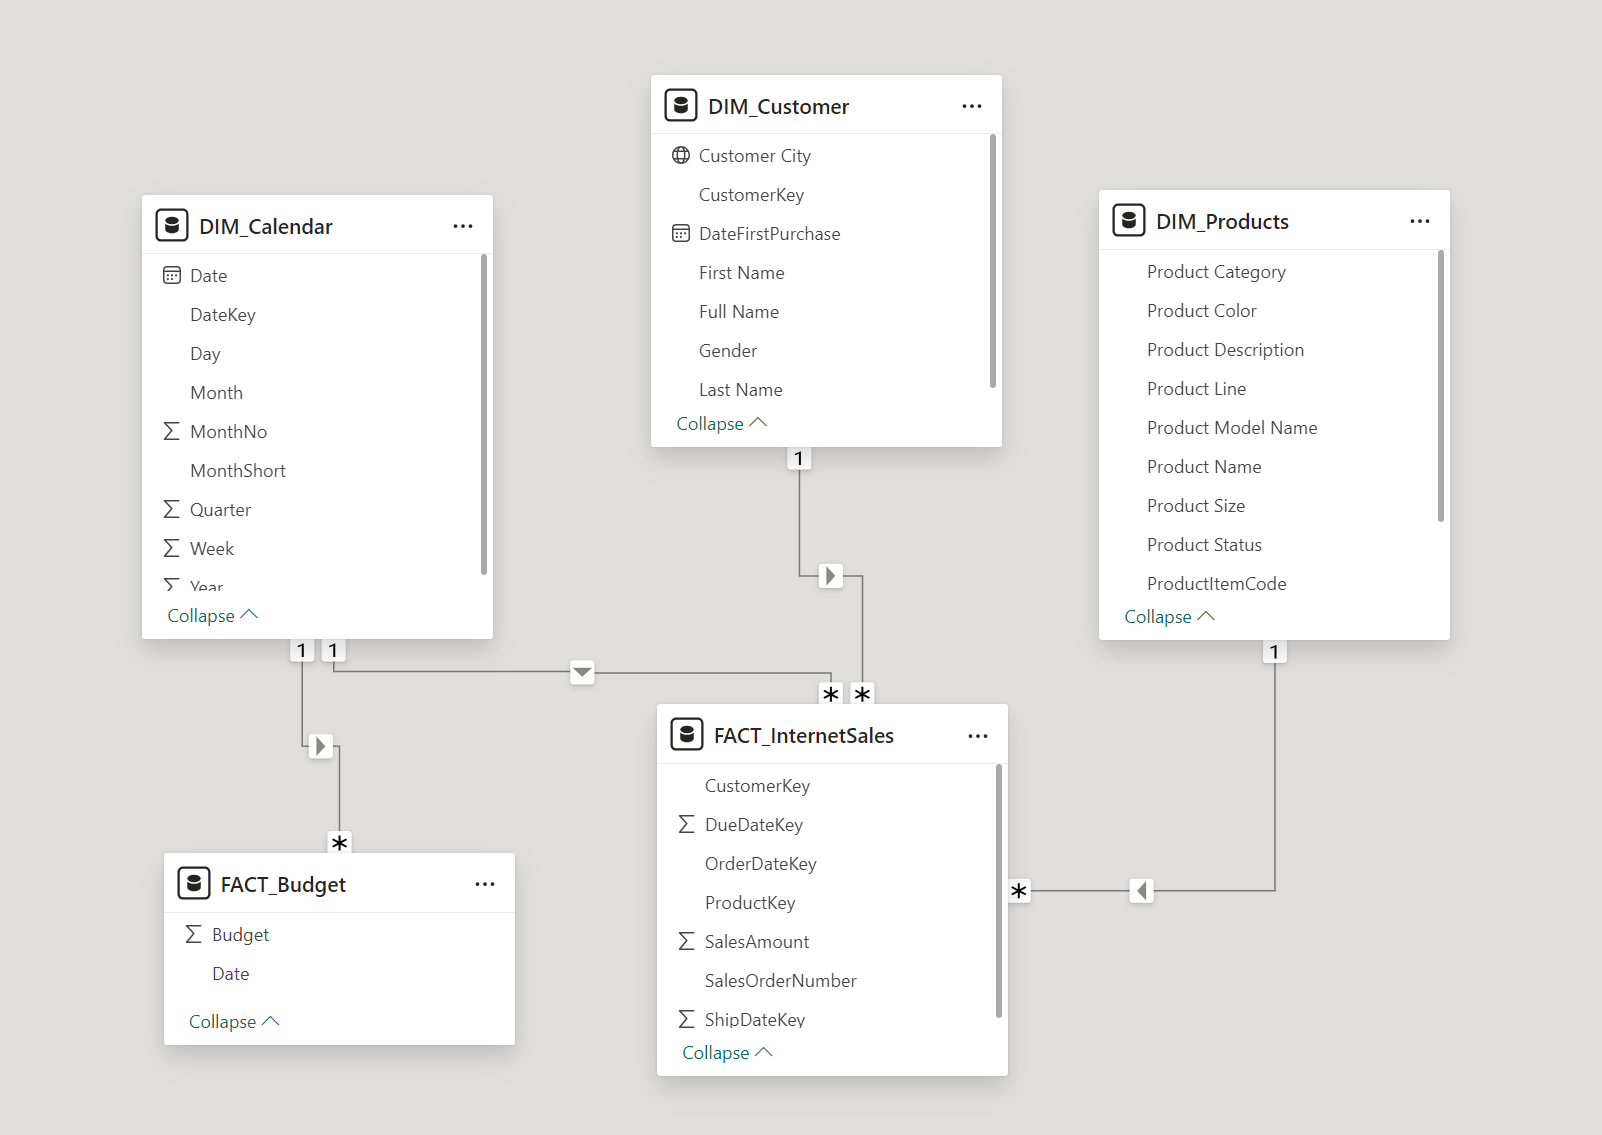 DIM_Customer
Customer City
CustomerKey
DateFirstPurchase
First Name
Full Name
Gender
Last Name
Collapse
1
DIM_Calendar
Date
DateKey
Day
Month
MonthNo
MonthShort
Quarter
Week
Year
Collapse
1 1
DIM_Products
Product Category
Product Color
Product Description
Product Line
Product Model Name
Product Name
Product Size
Product Status
ProductItemCode
Collapse
1
* *
FACT_InternetSales
CustomerKey
DueDateKey
OrderDateKey
ProductKey
SalesAmount
SalesOrderNumber
ShipDateKey
Collapse
*
*
FACT_Budget
Budget
Date
Collapse